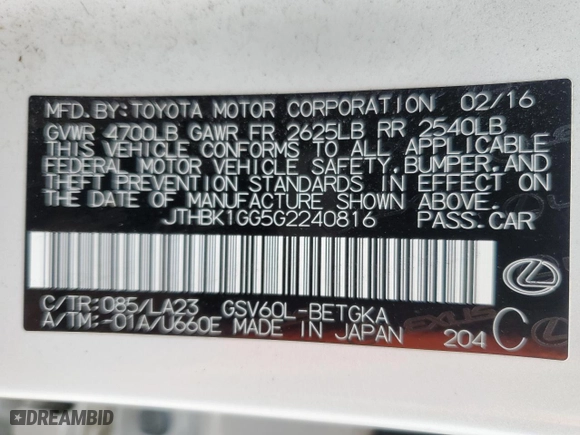 MFD. BY: TOYOTA MOTOR CORPORATION 02/16
GVWR 4700LB GAWR FR 2625LB RR 2540LB
THIS VEHICLE CONFORMS TO ALL APPLICABLE
FEDERAL MOTOR VEHICLE SAFETY, BUMPER, AND
THEFT PREVENTION STANDARDS IN EFFECT ON
THE DATE OF MANUFACTURE SHOWN ABOVE.
JTHBK1GG5G2240816 PASS. CAR
C/TR: 085/LA23 GSV60L-BETGKA
A/TM: -01A/U660E MADE IN JAPAN 204 C
DREAMBID